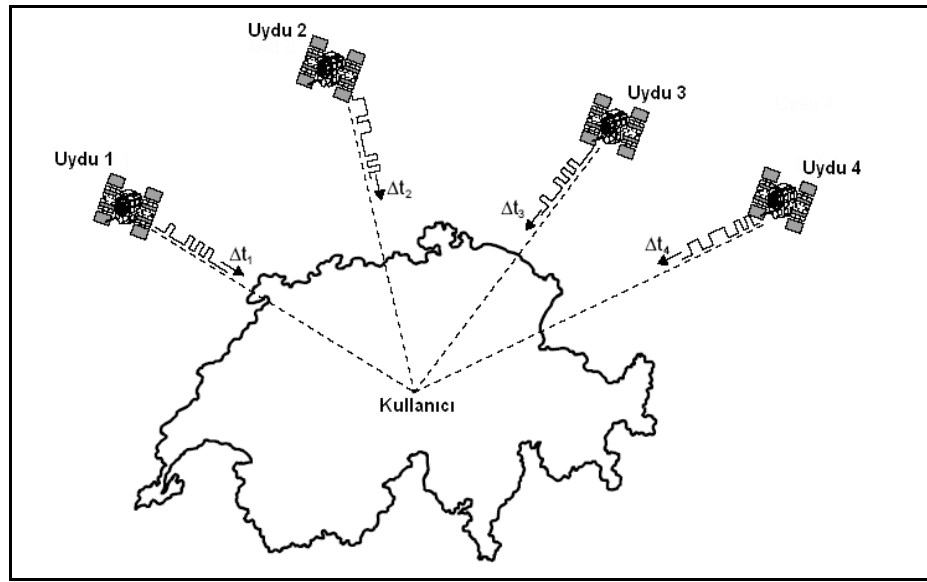 Uydu 2
Uydu 3
Uydu 1
Uydu 4
Δt₂
Δt₃
Δt₁
Δt₄
Kullanıcı